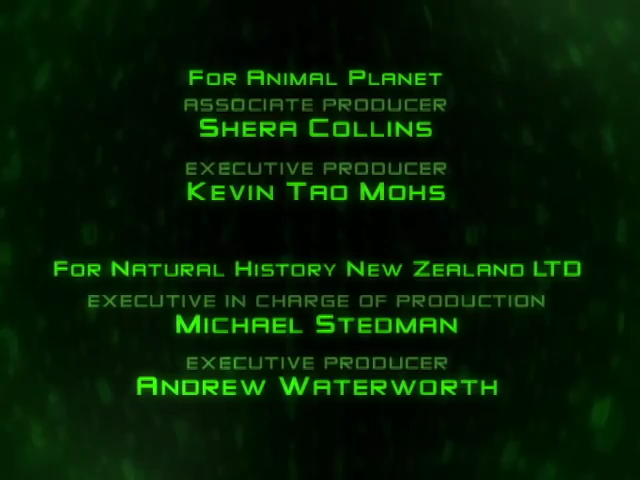 For Animal Planet
ASSOCIATE PRODUCER
Shera Collins
EXECUTIVE PRODUCER
Kevin Tao Mohs
For Natural History New Zealand LTD
EXECUTIVE IN CHARGE OF PRODUCTION
Michael Stedman
EXECUTIVE PRODUCER
Andrew Waterworth